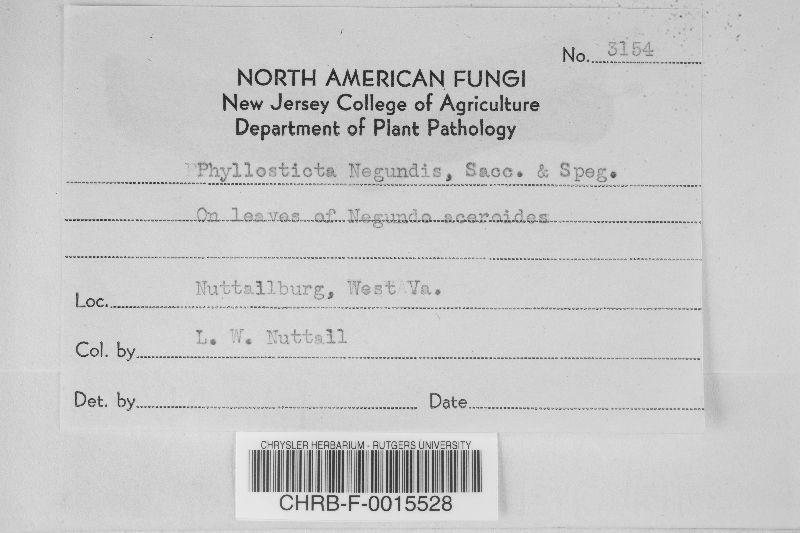 No. 3154
NORTH AMERICAN FUNGI
New Jersey College of Agriculture
Department of Plant Pathology
Phyllosticta Negundis, Sacc. & Speg.
On leaves of Negundo aceroides
Loc. Nuttallburg, West Va.
Col. by L. W. Nuttall
Det. by Date
CHRYSLER HERBARIUM - RUTGERS UNIVERSITY
CHRB-F-0015528